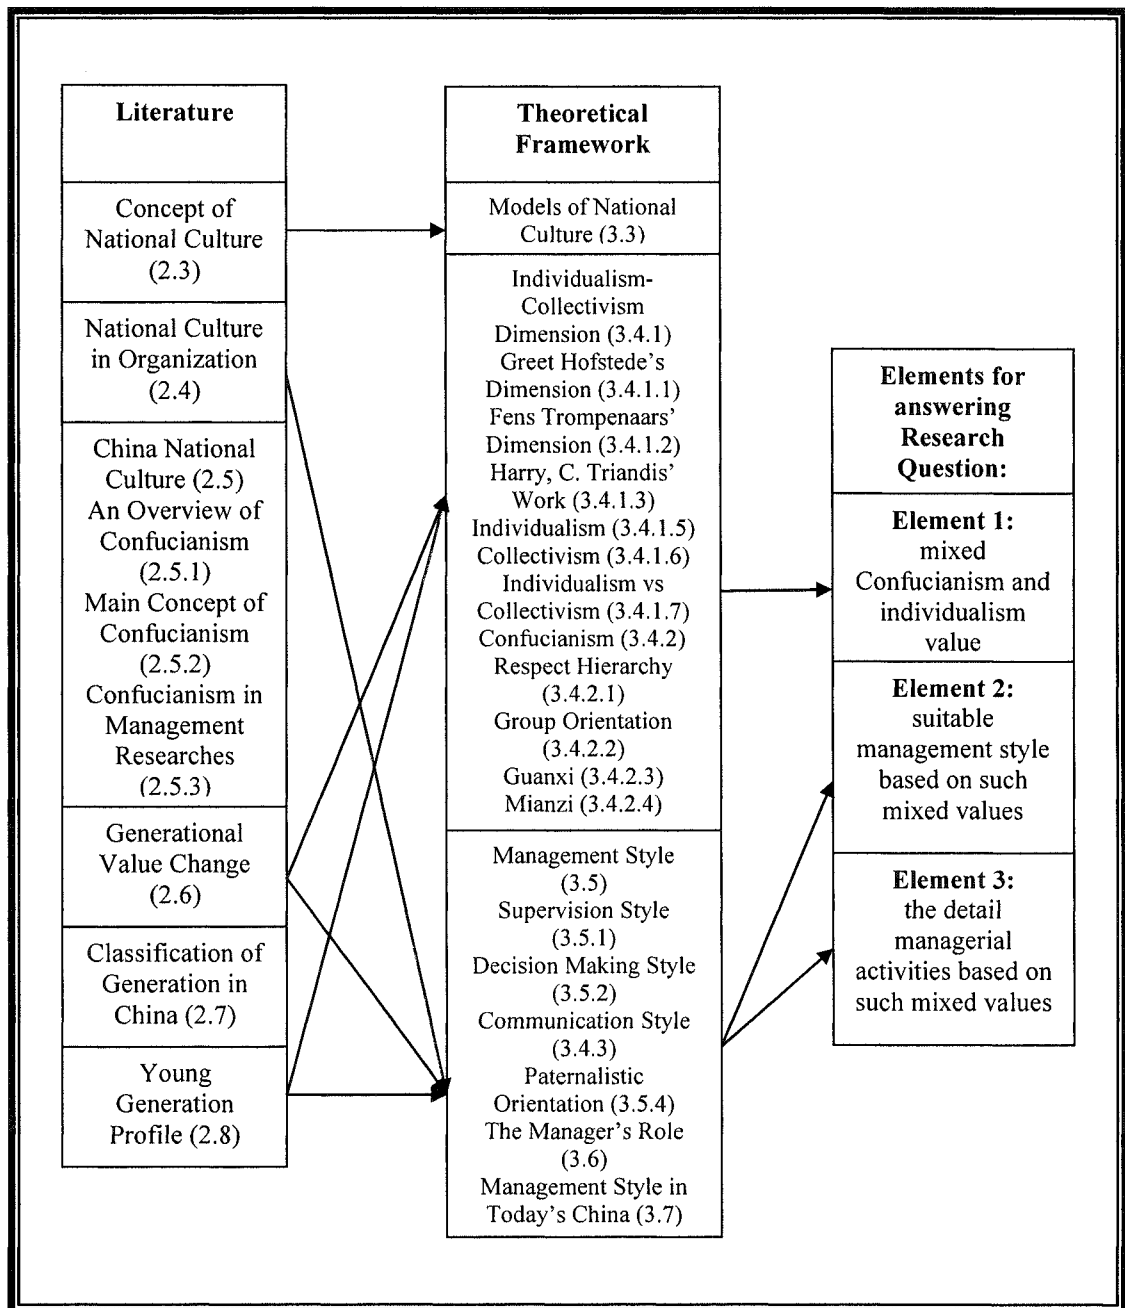 Literature
Concept of
National Culture
(2.3)
National Culture
in Organization
(2.4)
China National
Culture (2.5)
An Overview of
Confucianism
(2.5.1)
Main Concept of
Confucianism
(2.5.2)
Confucianism in
Management
Researches
(2.5.3)
Generational
Value Change
(2.6)
Classification of
Generation in
China (2.7)
Young
Generation
Profile (2.8)
Theoretical
Framework
Models of National
Culture (3.3)
Individualism-
Collectivism
Dimension (3.4.1)
Greet Hofstede's
Dimension (3.4.1.1)
Fens Trompenaars'
Dimension (3.4.1.2)
Harry, C. Triandis'
Work (3.4.1.3)
Individualism (3.4.1.5)
Collectivism (3.4.1.6)
Individualism vs
Collectivism (3.4.1.7)
Confucianism (3.4.2)
Respect Hierarchy
(3.4.2.1)
Group Orientation
(3.4.2.2)
Guanxi (3.4.2.3)
Mianzi (3.4.2.4)
Management Style
(3.5)
Supervision Style
(3.5.1)
Decision Making Style
(3.5.2)
Communication Style
(3.4.3)
Paternalistic
Orientation (3.5.4)
The Manager's Role
(3.6)
Management Style in
Today's China (3.7)
Elements for
answering
Research
Question:
Element 1:
mixed
Confucianism and
individualism
value
Element 2:
suitable
management style
based on such
mixed values
Element 3:
the detail
managerial
activities based on
such mixed values